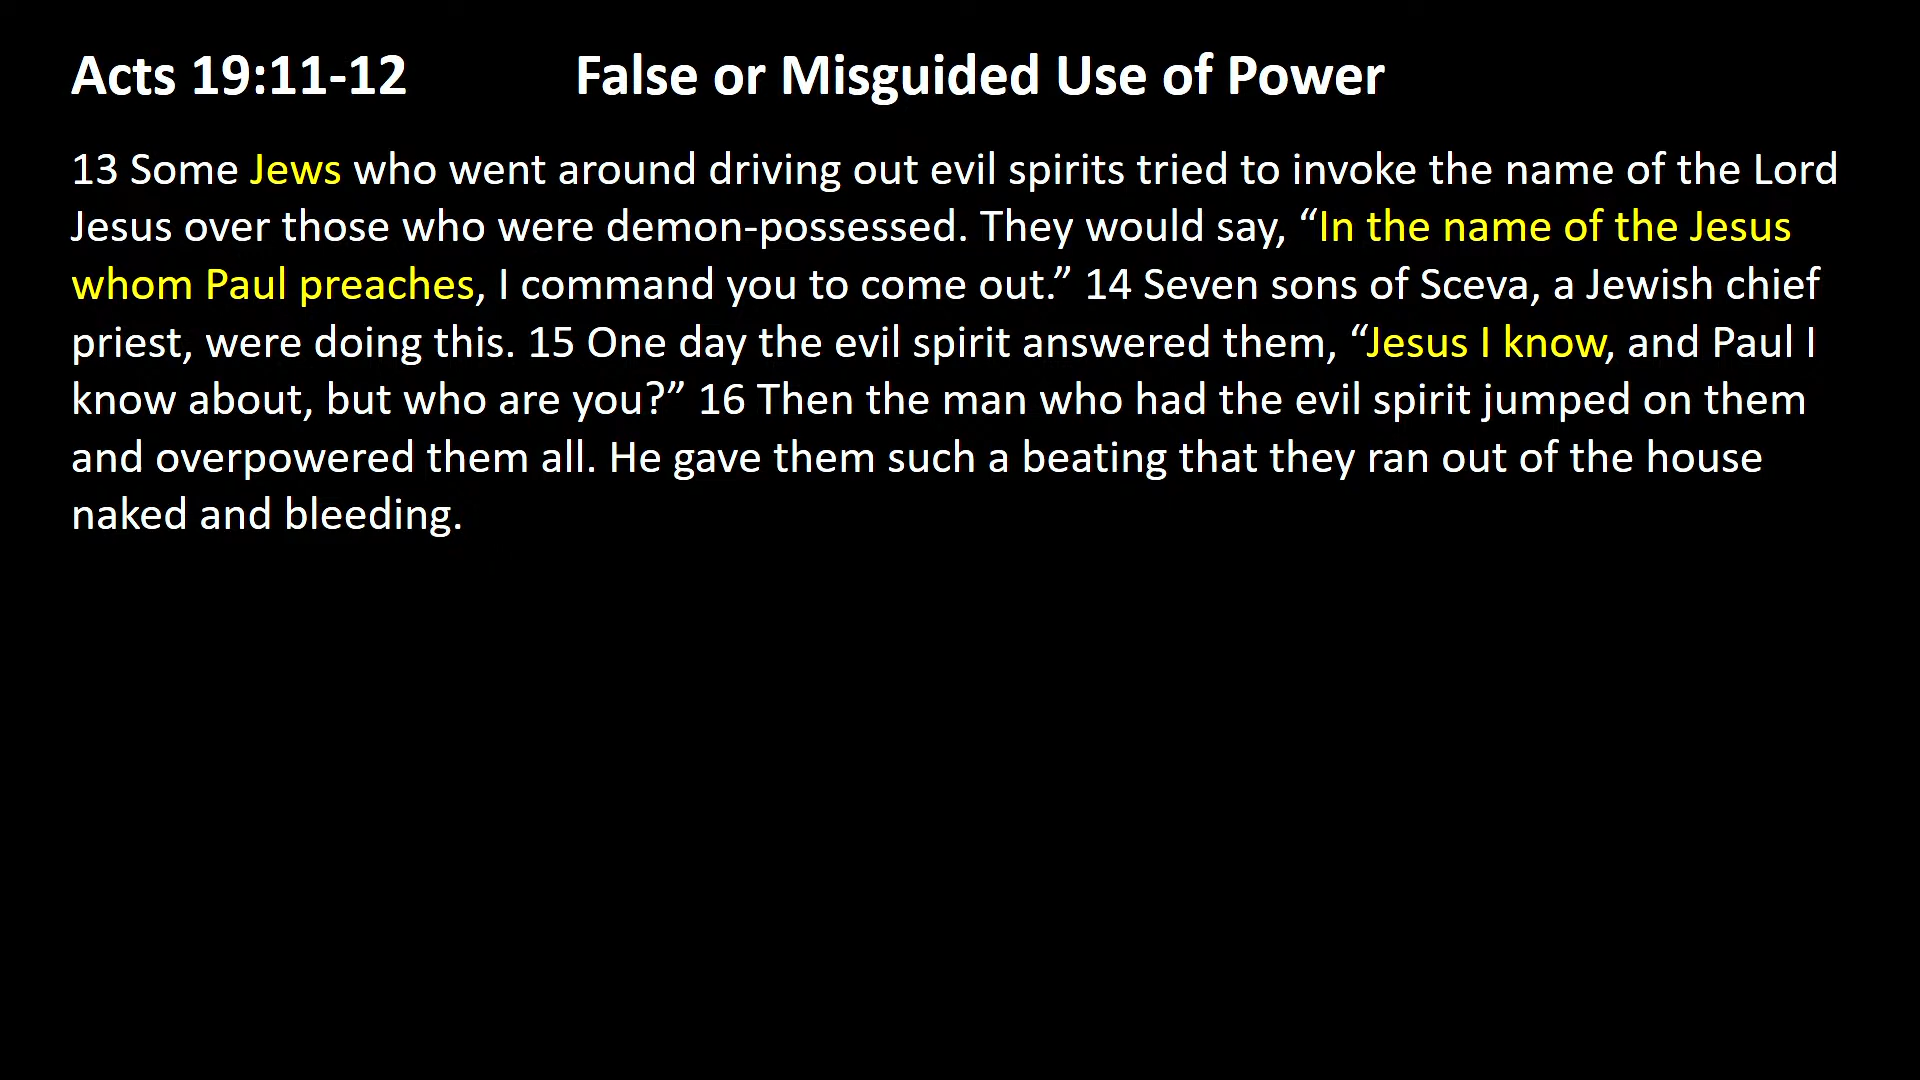 Acts 19:11-12 False or Misguided Use of Power
13 Some Jews who went around driving out evil spirits tried to invoke the name of the Lord
Jesus over those who were demon-possessed. They would say, “In the name of the Jesus
whom Paul preaches, I command you to come out.” 14 Seven sons of Sceva, a Jewish chief
priest, were doing this. 15 One day the evil spirit answered them, “Jesus I know, and Paul I
know about, but who are you?” 16 Then the man who had the evil spirit jumped on them
and overpowered them all. He gave them such a beating that they ran out of the house
naked and bleeding.